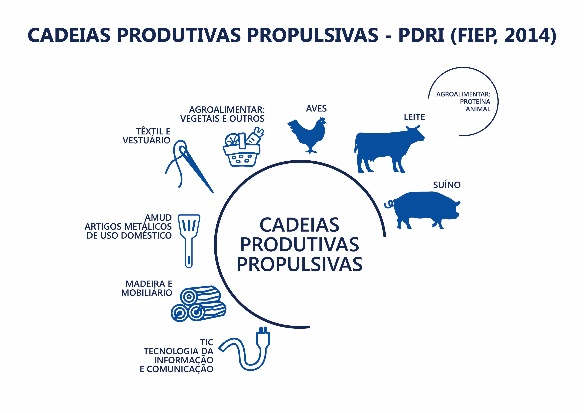 CADEIAS PRODUTIVAS PROPULSIVAS - PDRI (FIEP, 2014)
AGROALIMENTAR:
PROTEÍNA
ANIMAL
AVES
LEITE
SUÍNO
AGROALIMENTAR:
VEGETAIS E OUTROS
TÊXTIL E
VESTUÁRIO
AMUD
ARTIGOS METÁLICOS
DE USO DOMÉSTICO
MADEIRA E
MOBILIÁRIO
TIC
TECNOLOGIA DA
INFORMAÇÃO
E COMUNICAÇÃO
CADEIAS
PRODUTIVAS
PROPULSIVAS